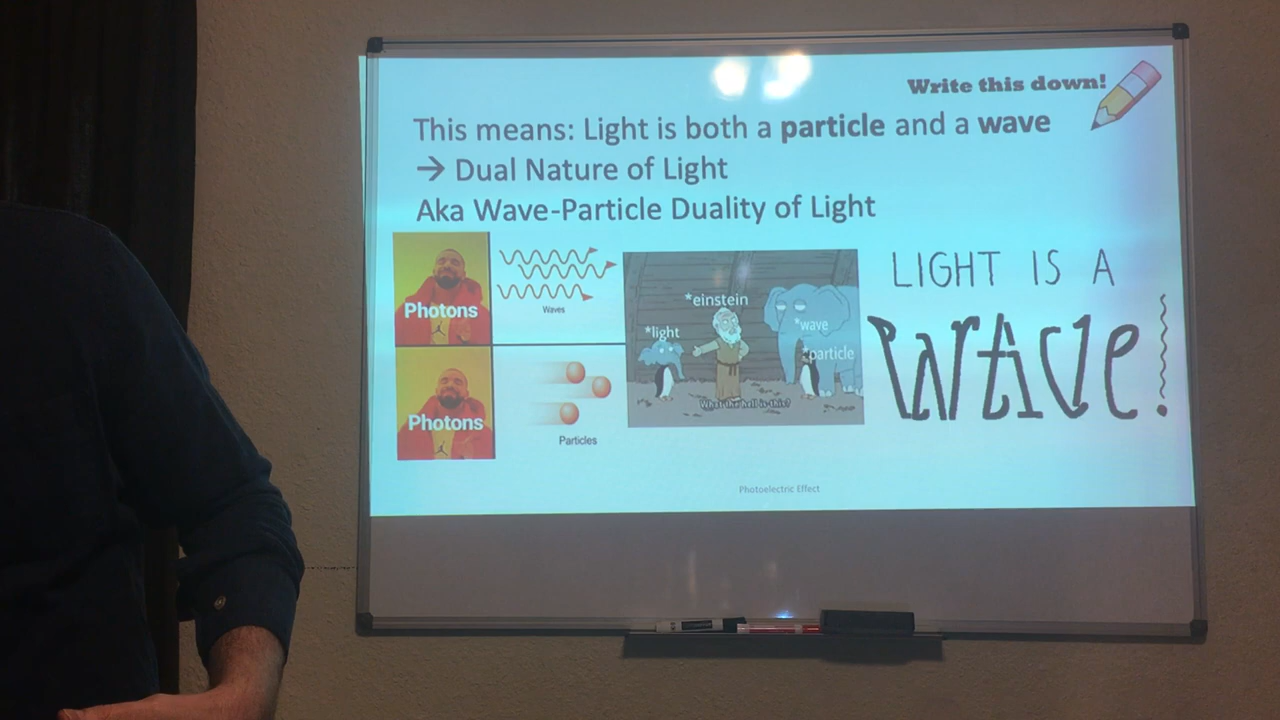 Write this down!
This means: Light is both a particle and a wave
→ Dual Nature of Light
Aka Wave-Particle Duality of Light
Photons
Waves
Photons
Particles
*einstein
*light
*wave
*particle
What the hell is this?
LIGHT IS A
Photoelectric Effect